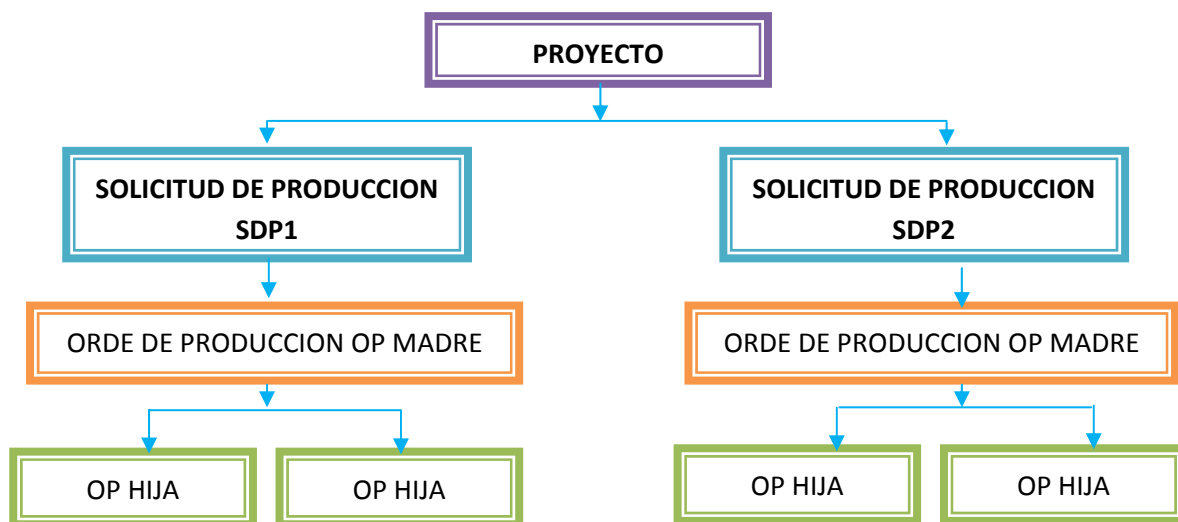 PROYECTO
SOLICITUD DE PRODUCCION
SDP1
SOLICITUD DE PRODUCCION
SDP2
ORDE DE PRODUCCION OP MADRE
ORDE DE PRODUCCION OP MADRE
OP HIJA
OP HIJA
OP HIJA
OP HIJA